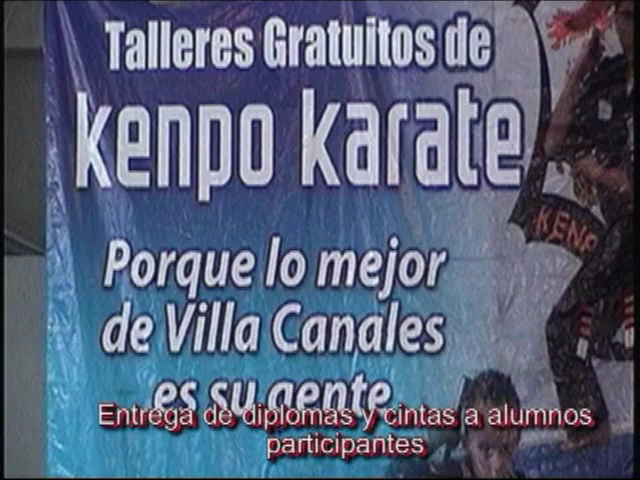 Talleres Gratuitos de
Kenpo Karate
KENP
Porque lo mejor
de Villa Canales
es su gente
Entrega de diplomas y cintas a alumnos
participantes